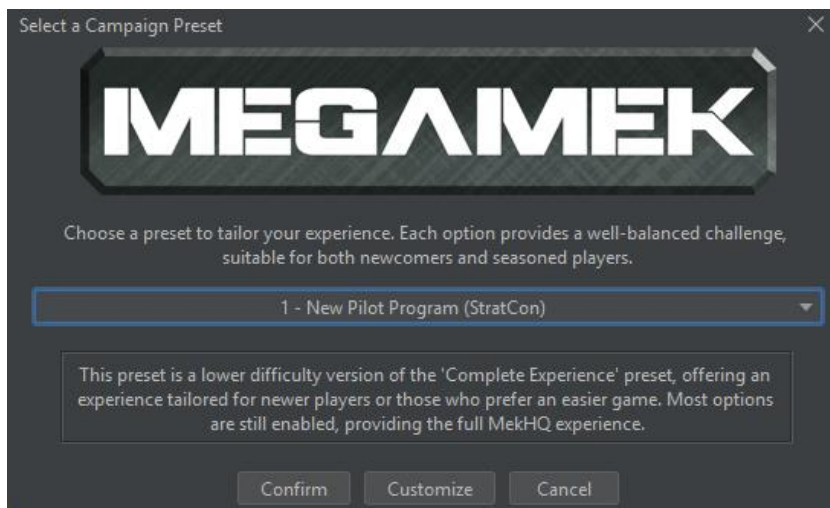 Select a Campaign Preset
MEGAMEK
Choose a preset to tailor your experience. Each option provides a well-balanced challenge,
suitable for both newcomers and seasoned players.
1 - New Pilot Program (StratCon)
This preset is a lower difficulty version of the 'Complete Experience' preset, offering an
experience tailored for newer players or those who prefer an easier game. Most options
are still enabled, providing the full MekHQ experience.
Confirm Customize Cancel